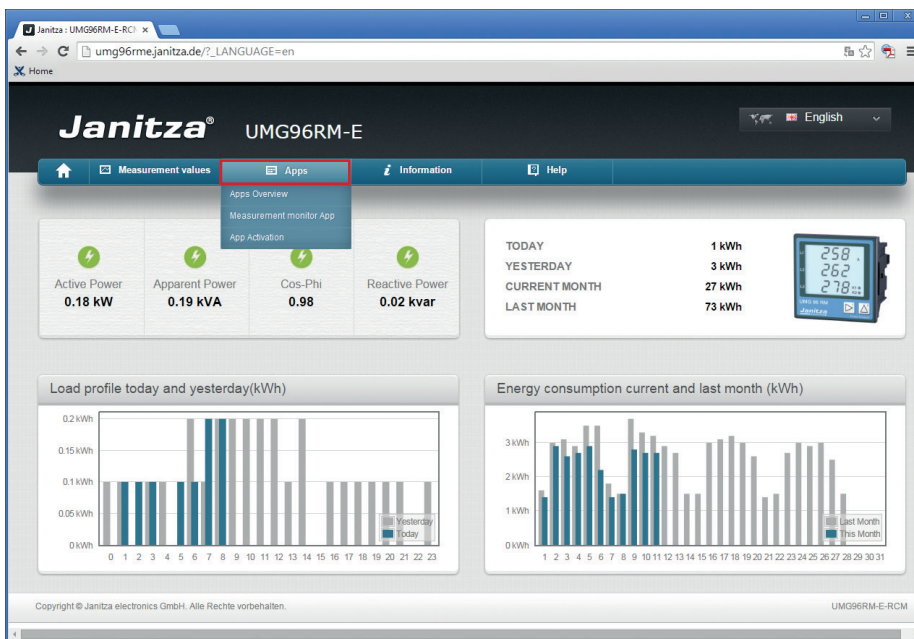 Janitza : UMG96RM-E-RCM
umg96rme.janitza.de/?_LANGUAGE=en
Home
Janitza®
UMG96RM-E
English
Measurement values
Apps
Information
Help
Apps Overview
Measurement monitor App
App Activation
Active Power
0.18 kW
Apparent Power
0.19 kVA
Cos-Phi
0.98
Reactive Power
0.02 kvar
TODAY 1 kWh
YESTERDAY 3 kWh
CURRENT MONTH 27 kWh
LAST MONTH 73 kWh
258
262
278
UMG 96 RM
Janitza
Load profile today and yesterday(kWh)
0.2 kWh
0.15 kWh
0.1 kWh
0.05 kWh
0 kWh
Yesterday
Today
0 1 2 3 4 5 6 7 8 9 10 11 12 13 14 15 16 17 18 19 20 21 22 23
Energy consumption current and last month (kWh)
3 kWh
2 kWh
1 kWh
0 kWh
Last Month
This Month
1 2 3 4 5 6 7 8 9 10 11 12 13 14 15 16 17 18 19 20 21 22 23 24 25 26 27 28 29 30 31
Copyright © Janitza electronics GmbH. Alle Rechte vorbehalten.
UMG96RM-E-RCM